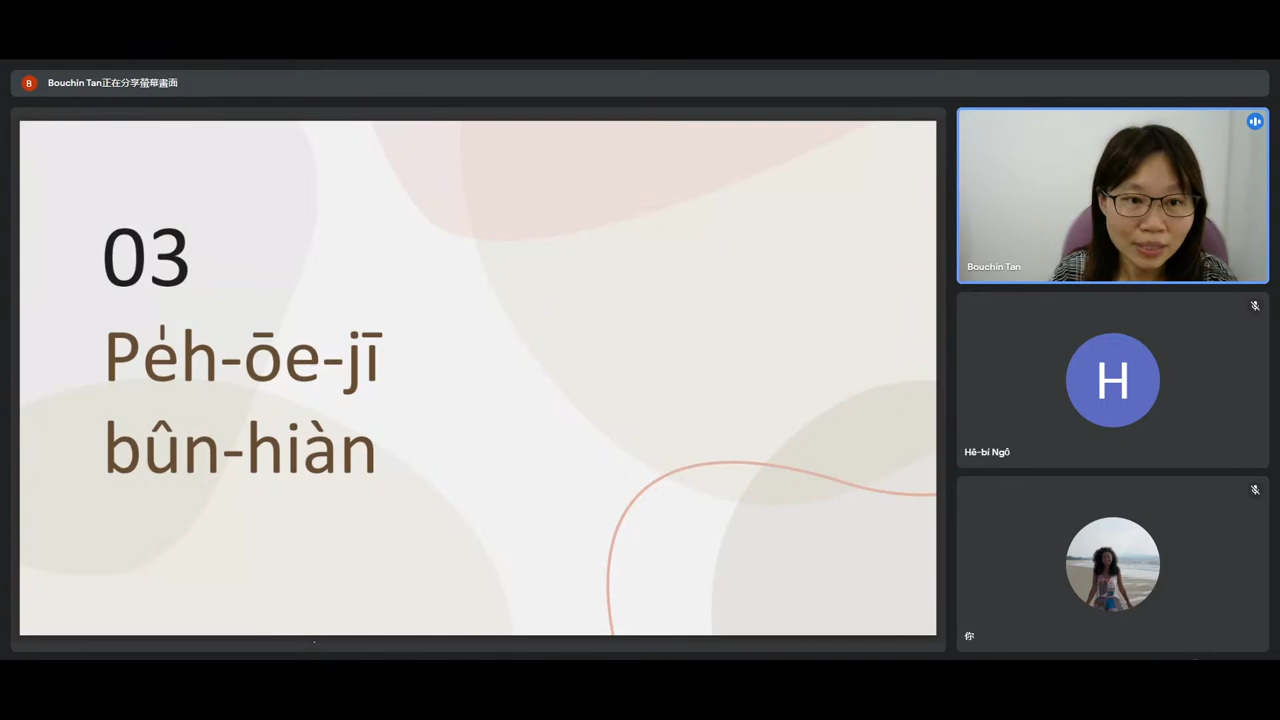 B Bouchin Tan正在分享螢幕畫面
03
Pe̍h-ōe-jī
bûn-hiàn
Bouchin Tan
H
Hê-bí Ngô
你